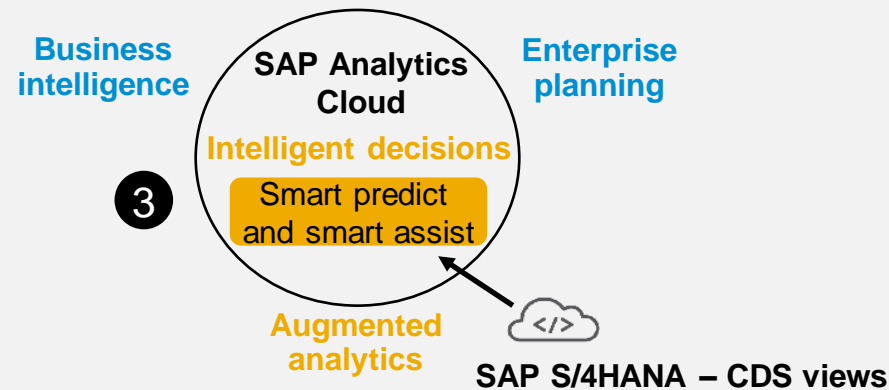 Business
intelligence
SAP Analytics
Cloud
Enterprise
planning
Intelligent decisions
3
Smart predict
and smart assist
Augmented
analytics
</>
SAP S/4HANA – CDS views